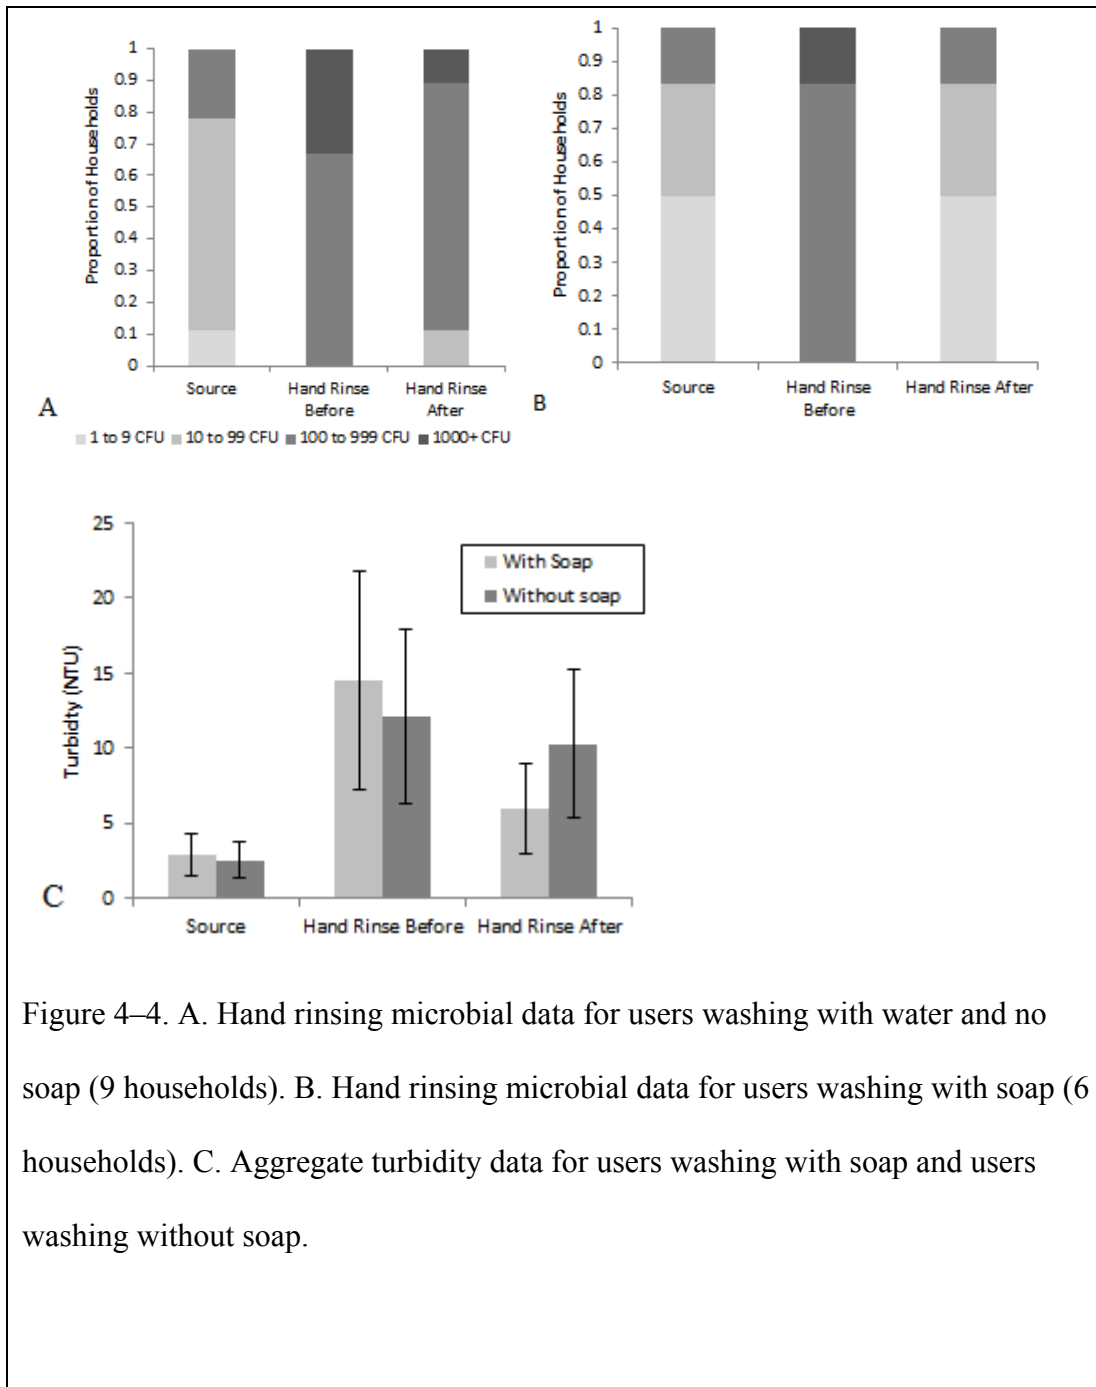 1
0.9
0.8
0.7
0.6
0.5
0.4
0.3
0.2
0.1
0
Proportion of Households
Source
Hand Rinse Before
Hand Rinse After
A
1 to 9 CFU 10 to 99 CFU 100 to 999 CFU 1000+ CFU
1
0.9
0.8
0.7
0.6
0.5
0.4
0.3
0.2
0.1
0
Proportion of Households
Source
Hand Rinse Before
Hand Rinse After
B
25
20
15
10
5
0
Turbidty (NTU)
With Soap
Without soap
Source Hand Rinse Before Hand Rinse After
C
Figure 4–4. A. Hand rinsing microbial data for users washing with water and no
soap (9 households). B. Hand rinsing microbial data for users washing with soap (6
households). C. Aggregate turbidity data for users washing with soap and users
washing without soap.